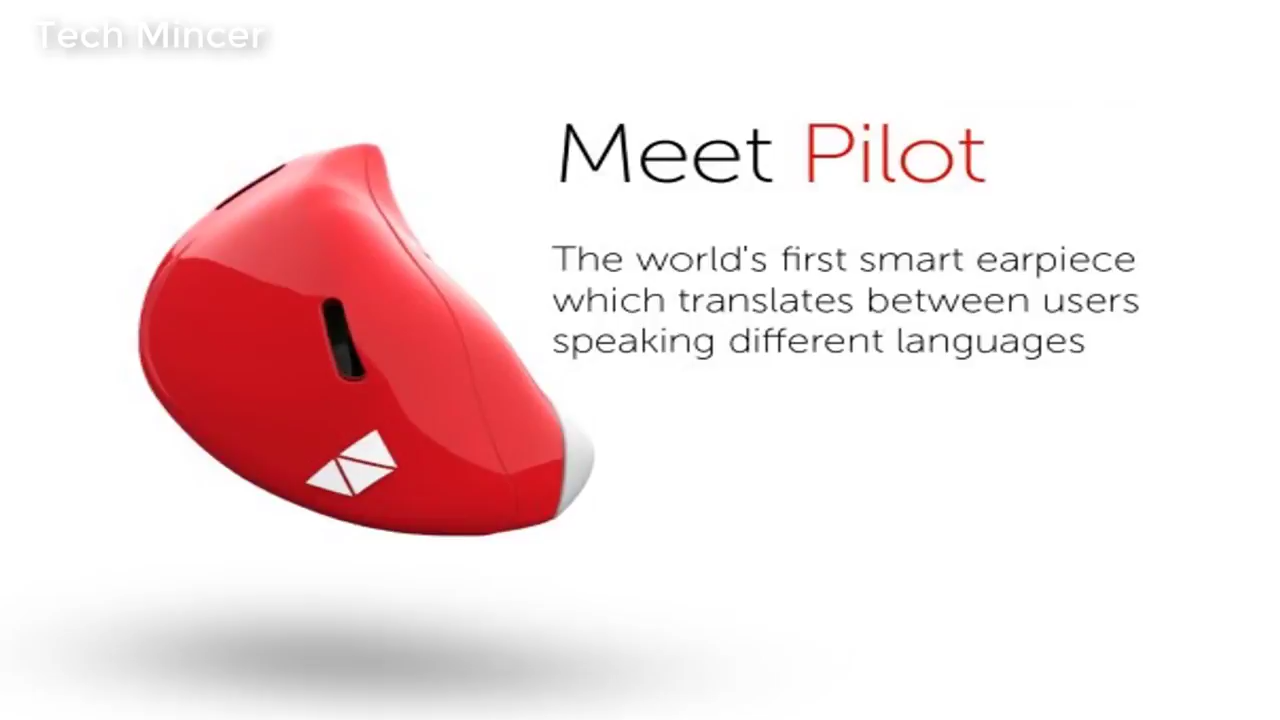 Tech Mincer
Meet Pilot
The world's first smart earpiece
which translates between users
speaking different languages